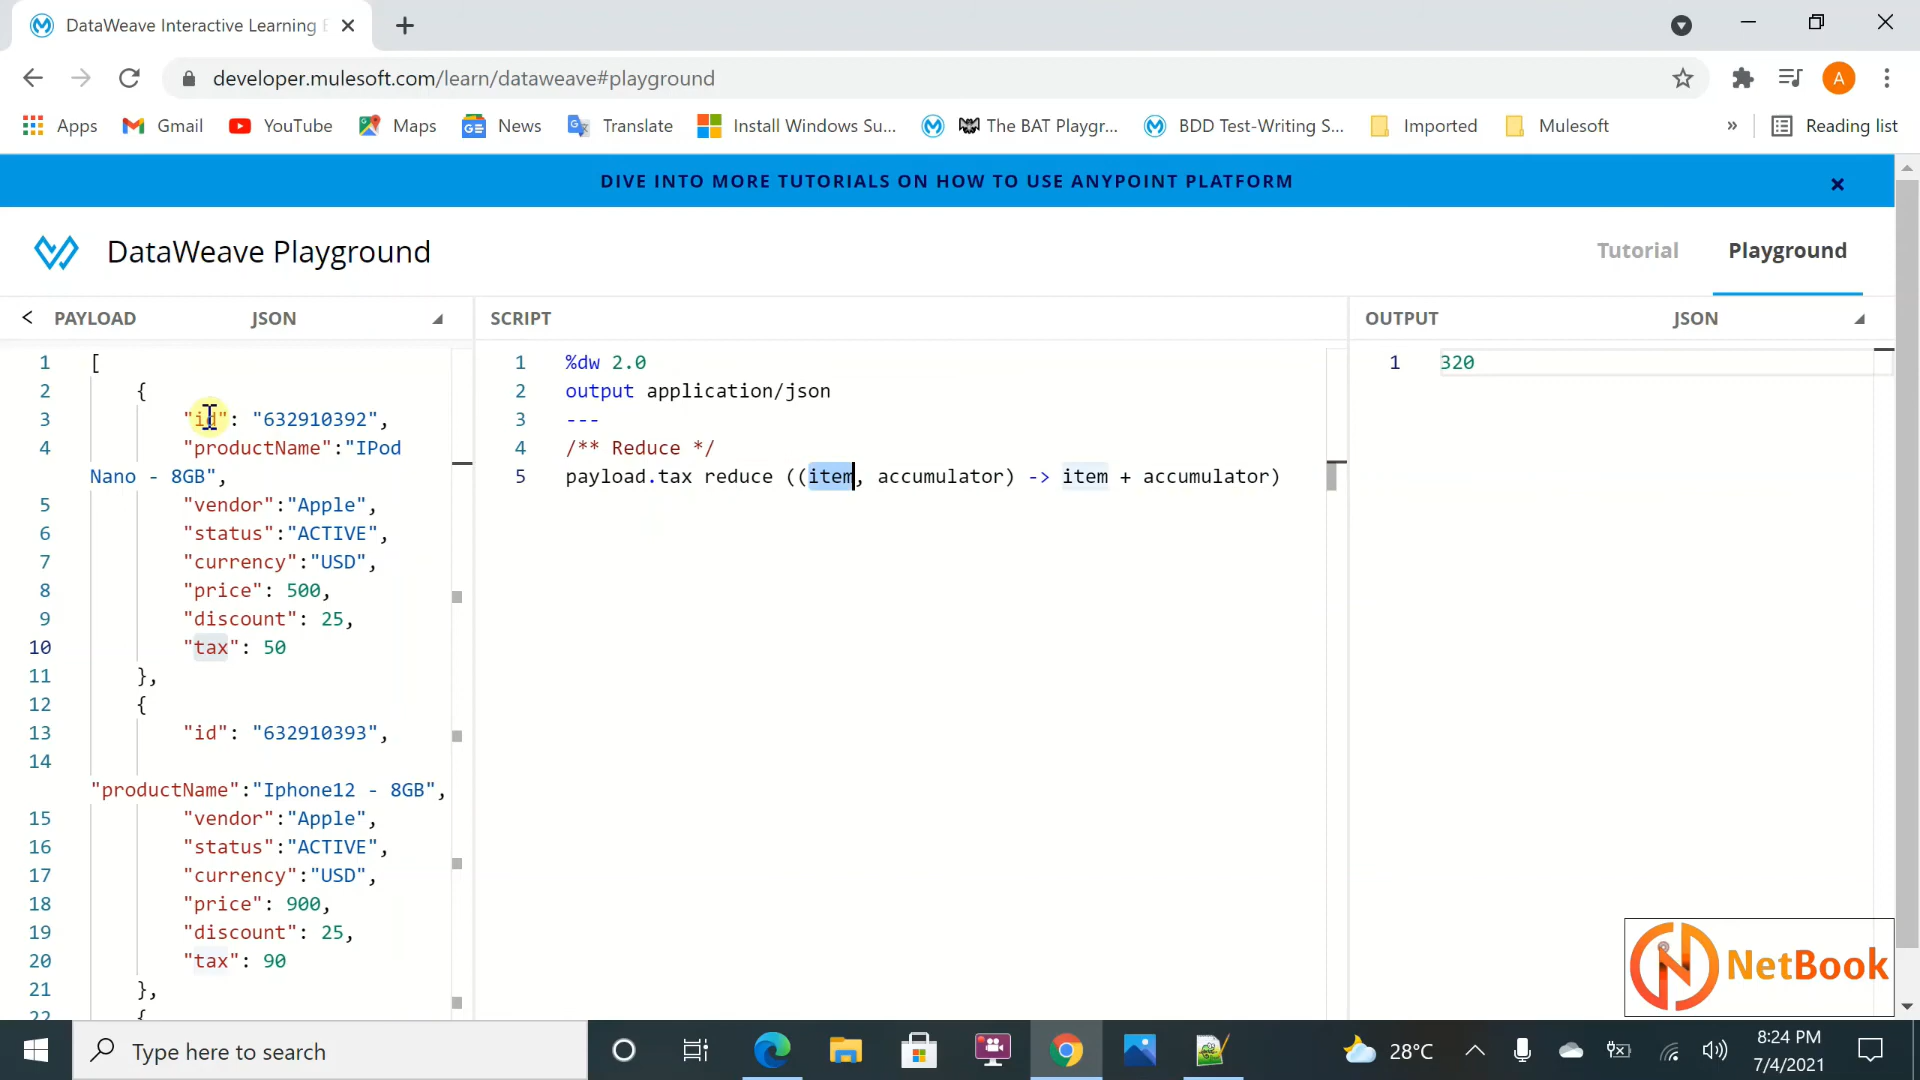 DataWeave Interactive Learning E
developer.mulesoft.com/learn/dataweave#playground
A
Apps
Gmail
YouTube
Maps
News
Translate
Install Windows Su...
The BAT Playgr...
BDD Test-Writing S...
Imported
Mulesoft
»
Reading list
DIVE INTO MORE TUTORIALS ON HOW TO USE ANYPOINT PLATFORM
DataWeave Playground
Tutorial
Playground
< PAYLOAD JSON
1 [
2 {
3 "id": "632910392",
4 "productName":"IPod
Nano - 8GB",
5 "vendor":"Apple",
6 "status":"ACTIVE",
7 "currency":"USD",
8 "price": 500,
9 "discount": 25,
10 "tax": 50
11 },
12 {
13 "id": "632910393",
14
"productName":"Iphone12 - 8GB",
15 "vendor":"Apple",
16 "status":"ACTIVE",
17 "currency":"USD",
18 "price": 900,
19 "discount": 25,
20 "tax": 90
21 },
22 {
SCRIPT
1 %dw 2.0
2 output application/json
3 ---
4 /** Reduce */
5 payload.tax reduce ((item, accumulator) -> item + accumulator)
OUTPUT JSON
1 320
NetBook
Type here to search
28°C
8:24 PM
7/4/2021